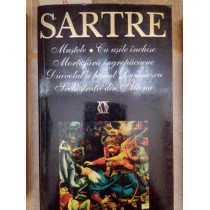 SARTRE
Muștele • Cu ușile închise
Morți fără îngropăciune
Diavolul și bunul Dumnezeu
Sechestrații din Altona